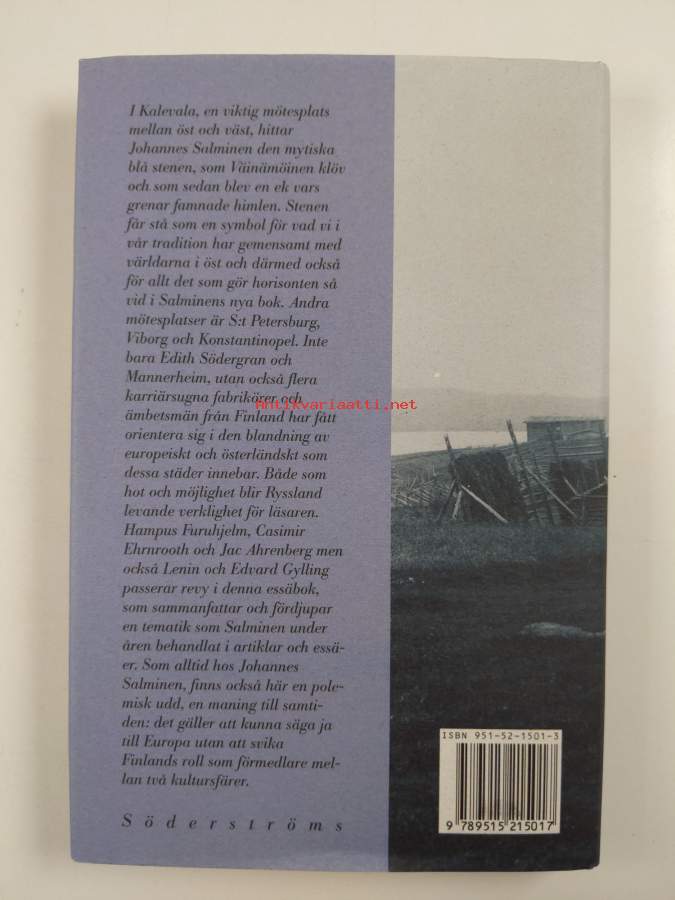 I Kalevala, en viktig mötesplats
mellan öst och väst, hittar
Johannes Salminen den mytiska
blå stenen, som Väinämöinen klöv
och som sedan blev en ek vars
grenar famnade himlen. Stenen
får stå som en symbol för vad vi i
vår tradition har gemensamt med
världarna i öst och därmed också
för allt det som gör horisonten så
vid i Salminens nya bok. Andra
mötesplatser är S:t Petersburg,
Viborg och Konstantinopel. Inte
bara Edith Södergran och
Mannerheim, utan också flera
karriärsugna fabrikörer och
Antikvariaatti.net
ämbetsmän från Finland har fått
orientera sig i den blandning av
europeiskt och österländskt som
dessa städer innebar. Både som
hot och möjlighet blir Ryssland
levande verklighet för läsaren.
Hampus Furuhjelm, Casimir
Ehrnrooth och Jac Ahrenberg men
också Lenin och Edvard Gylling
passerar revy i denna essäbok,
som sammanfattar och fördjupar
en tematik som Salminen under
åren behandlat i artiklar och essä-
er. Som alltid hos Johannes
Salminen, finns också här en pole-
misk udd, en maning till samti-
den: det gäller att kunna säga ja
till Europa utan att svika
Finlands roll som förmedlare mel-
lan två kultursfärer.
Söderströms
ISBN 951-52-1501-3
9 789515 215017